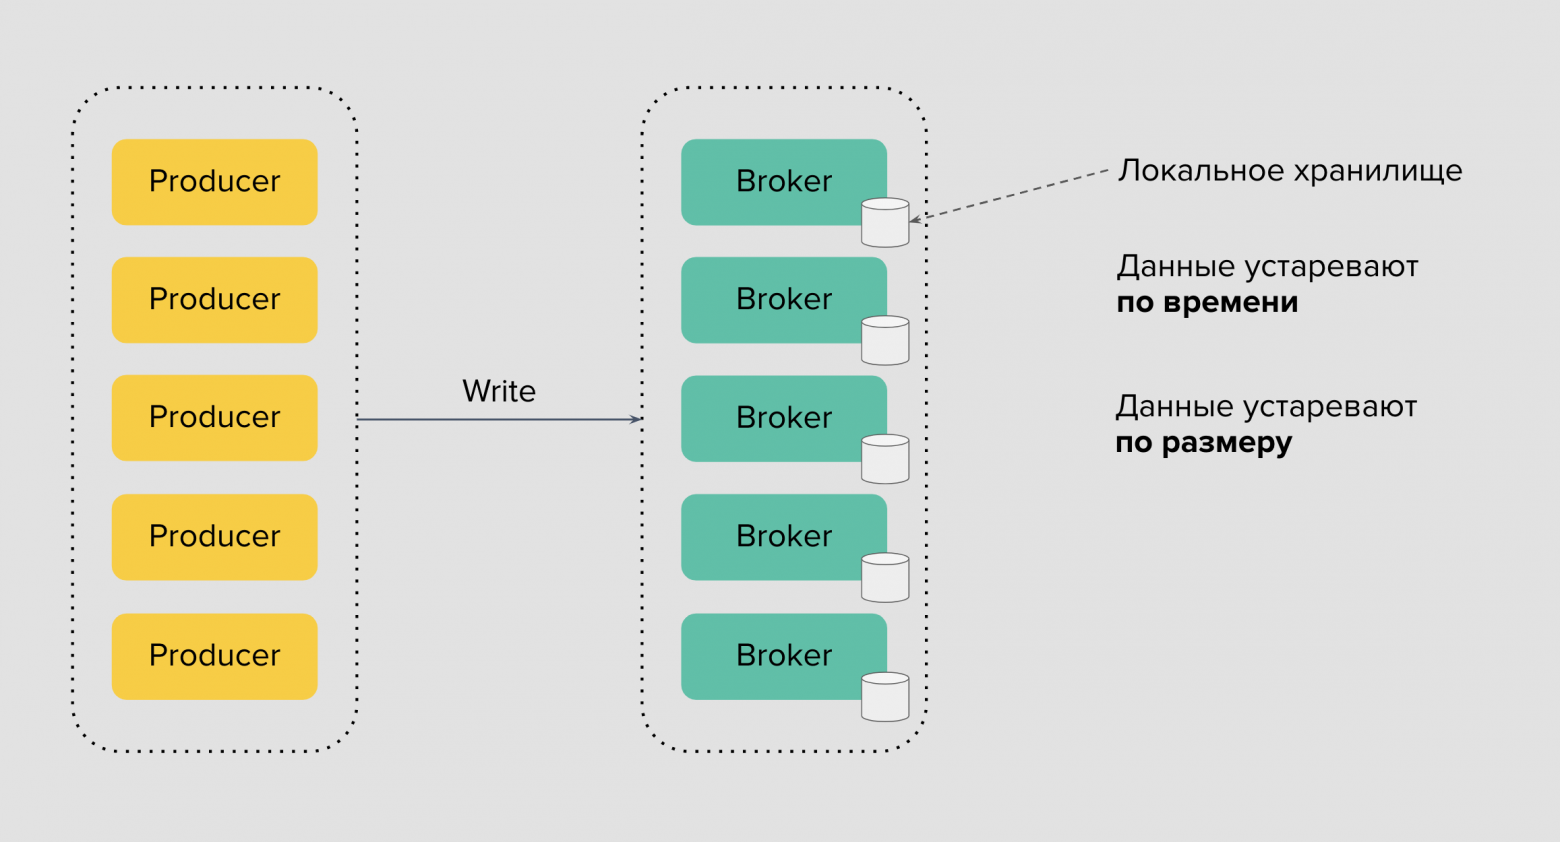 Producer
Producer
Producer
Producer
Producer
Write
Broker
Broker
Broker
Broker
Broker
Локальное хранилище
Данные устаревают
по времени
Данные устаревают
по размеру